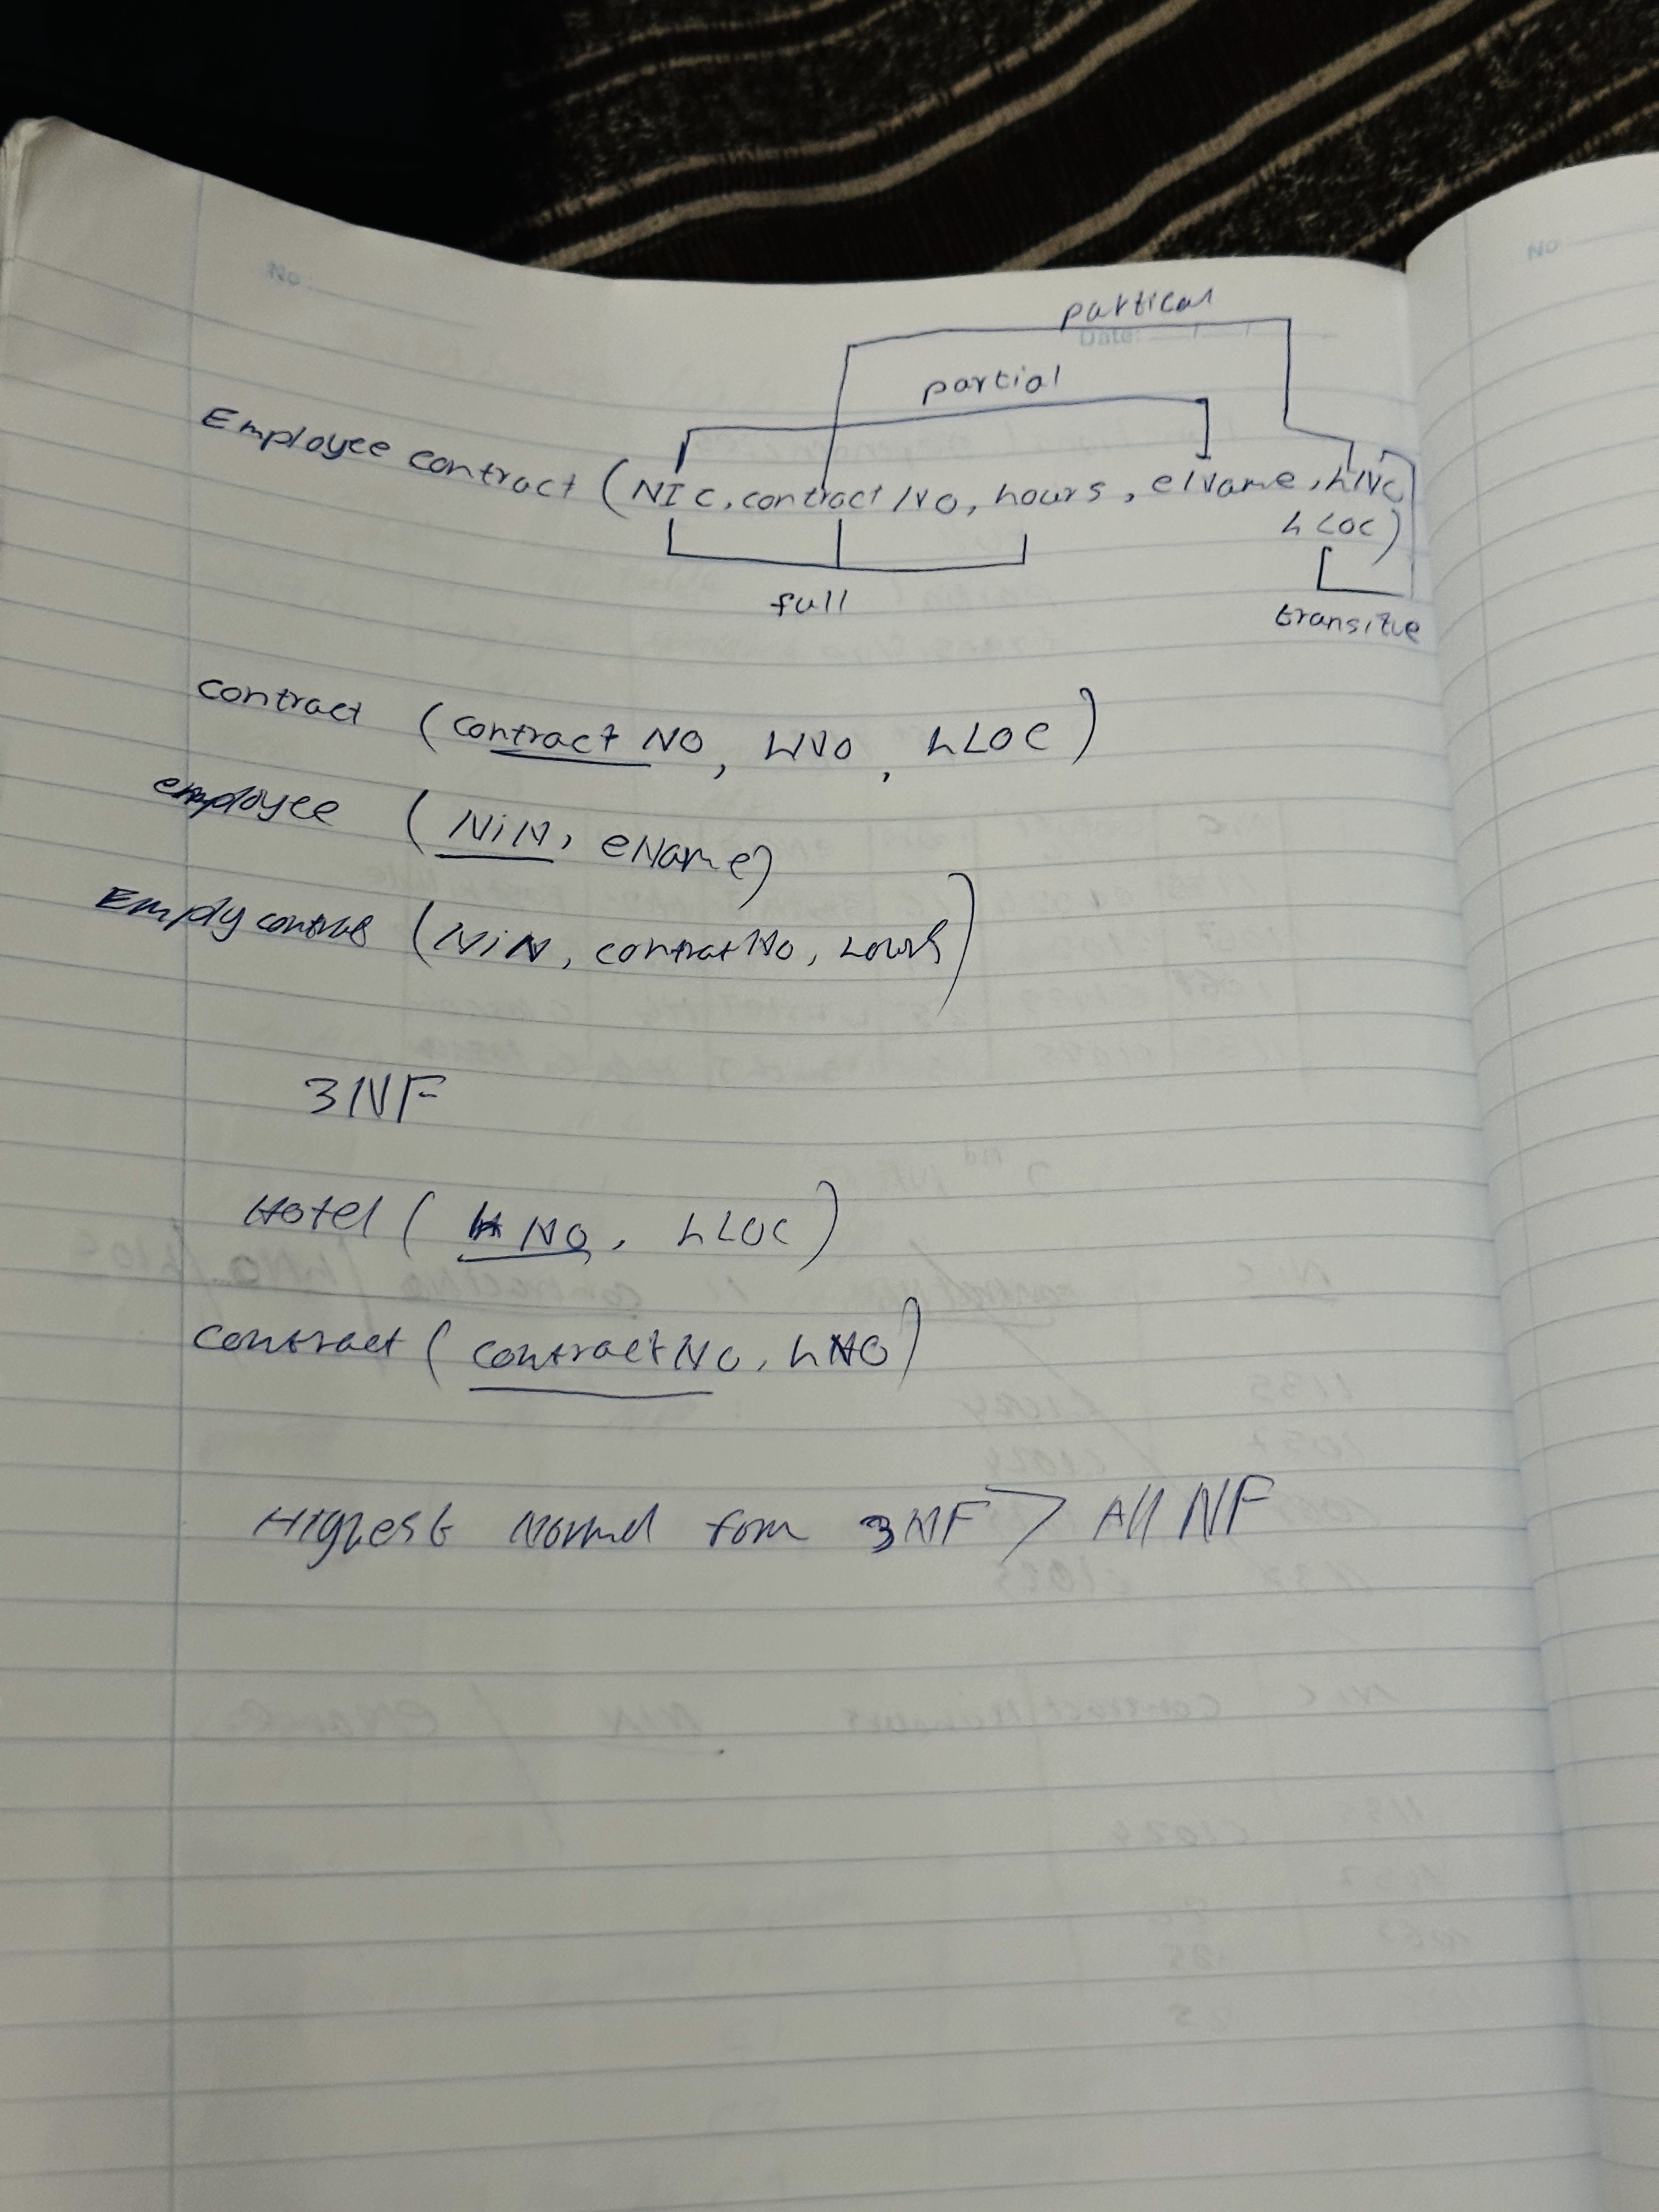 No:
No
Date:
partical
partial
Employee contract (NIC, contract NO, hours, eName, hNo
hLOC)
full
transitive
contract (contract NO, HNO, hLOC)
employee (NiN, eName)
(NiN, contractNo, hours)
3NF
Hotel (HNO, hLOC)
contract (contractNO, hNO)
Highest Normal form 3NF > All NF